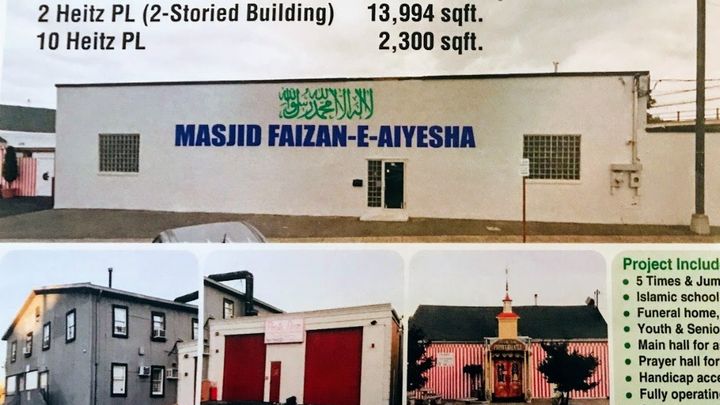 2 Heitz PL (2-Storied Building) 13,994 sqft.
10 Heitz PL 2,300 sqft.
لا اله الا الله محمد رسول الله
MASJID FAIZAN-E-AIYESHA
Project Includ
• 5 Times & Jum
• Islamic school
• Funeral home,
• Youth & Senio
• Main hall for a
• Prayer hall for
• Handicap acce
• Fully operatin